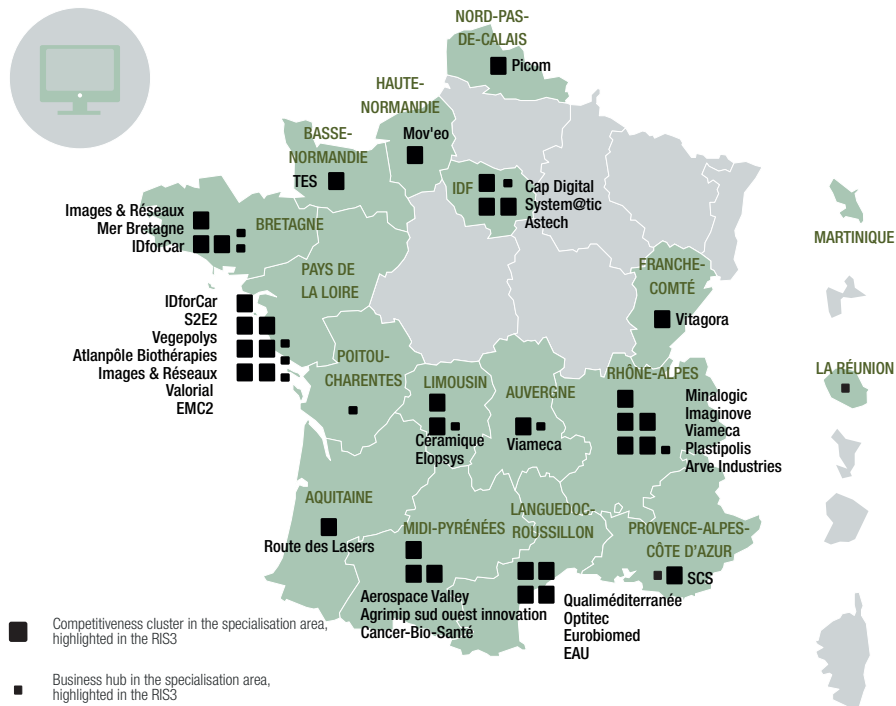 NORD-PAS-
DE-CALAIS
Picom
HAUTE-
NORMANDIE
Mov'eo
BASSE-
NORMANDIE
TES
IDF
Cap Digital
System@tic
Astech
Images & Réseaux
Mer Bretagne
IDforCar
BRETAGNE
MARTINIQUE
PAYS DE
LA LOIRE
FRANCHE-
COMTÉ
Vitagora
IDforCar
S2E2
Vegepolys
Atlanpôle Biothérapies
Images & Réseaux
Valorial
EMC2
POITOU-
CHARENTES
LIMOUSIN
Céramique
Elopsys
AUVERGNE
Viameca
RHÔNE-ALPES
Minalogic
Imaginove
Viameca
Plastipolis
Arve Industries
LA RÉUNION
AQUITAINE
Route des Lasers
MIDI-PYRÉNÉES
Aerospace Valley
Agrimip sud ouest innovation
Cancer-Bio-Santé
LANGUEDOC-
ROUSSILLON
Qualiméditerranée
Optitec
Eurobiomed
EAU
PROVENCE-ALPES-
CÔTE D'AZUR
SCS
Competitiveness cluster in the specialisation area,
highlighted in the RIS3
Business hub in the specialisation area,
highlighted in the RIS3